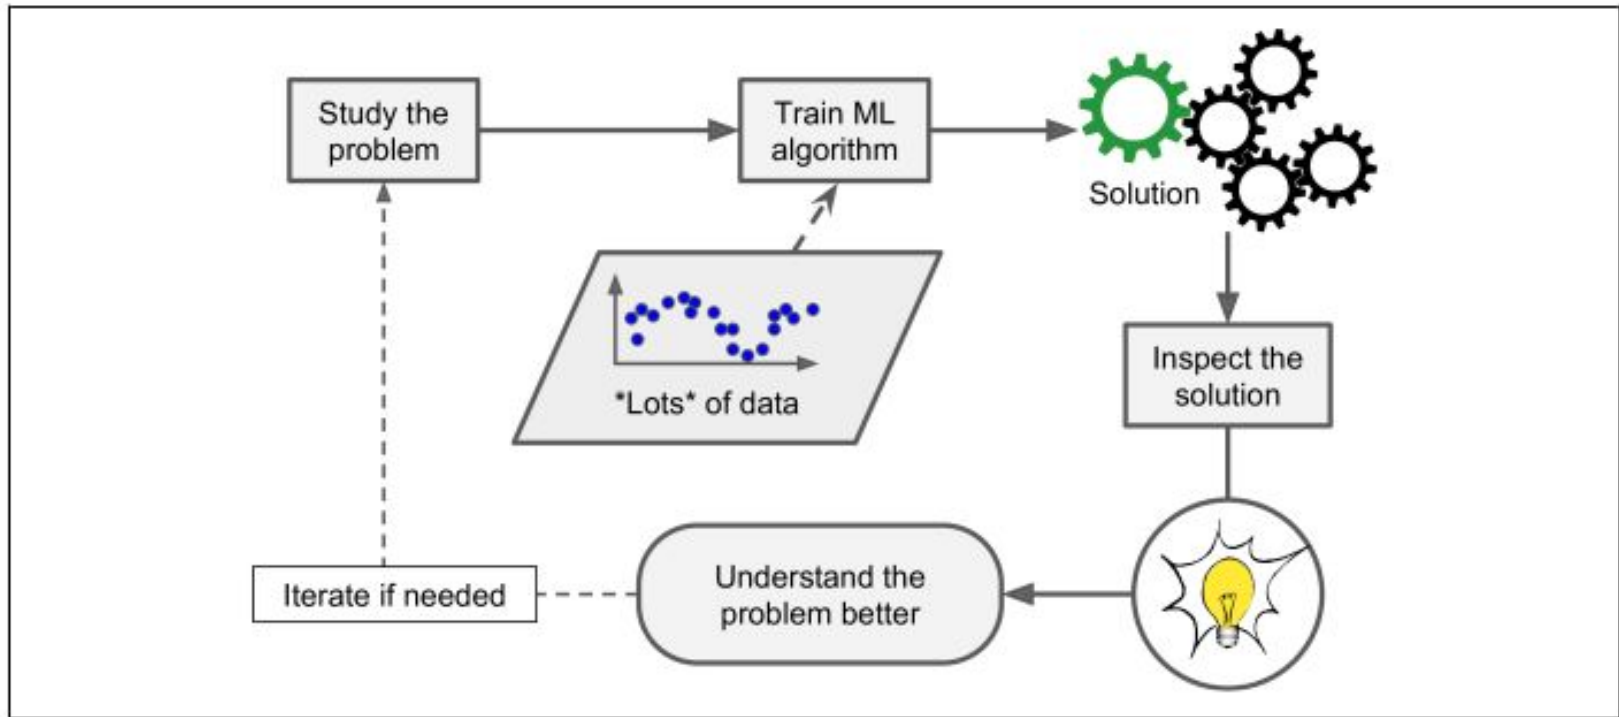 Study the
problem
Train ML
algorithm
Solution
*Lots* of data
Inspect the
solution
Understand the
problem better
Iterate if needed